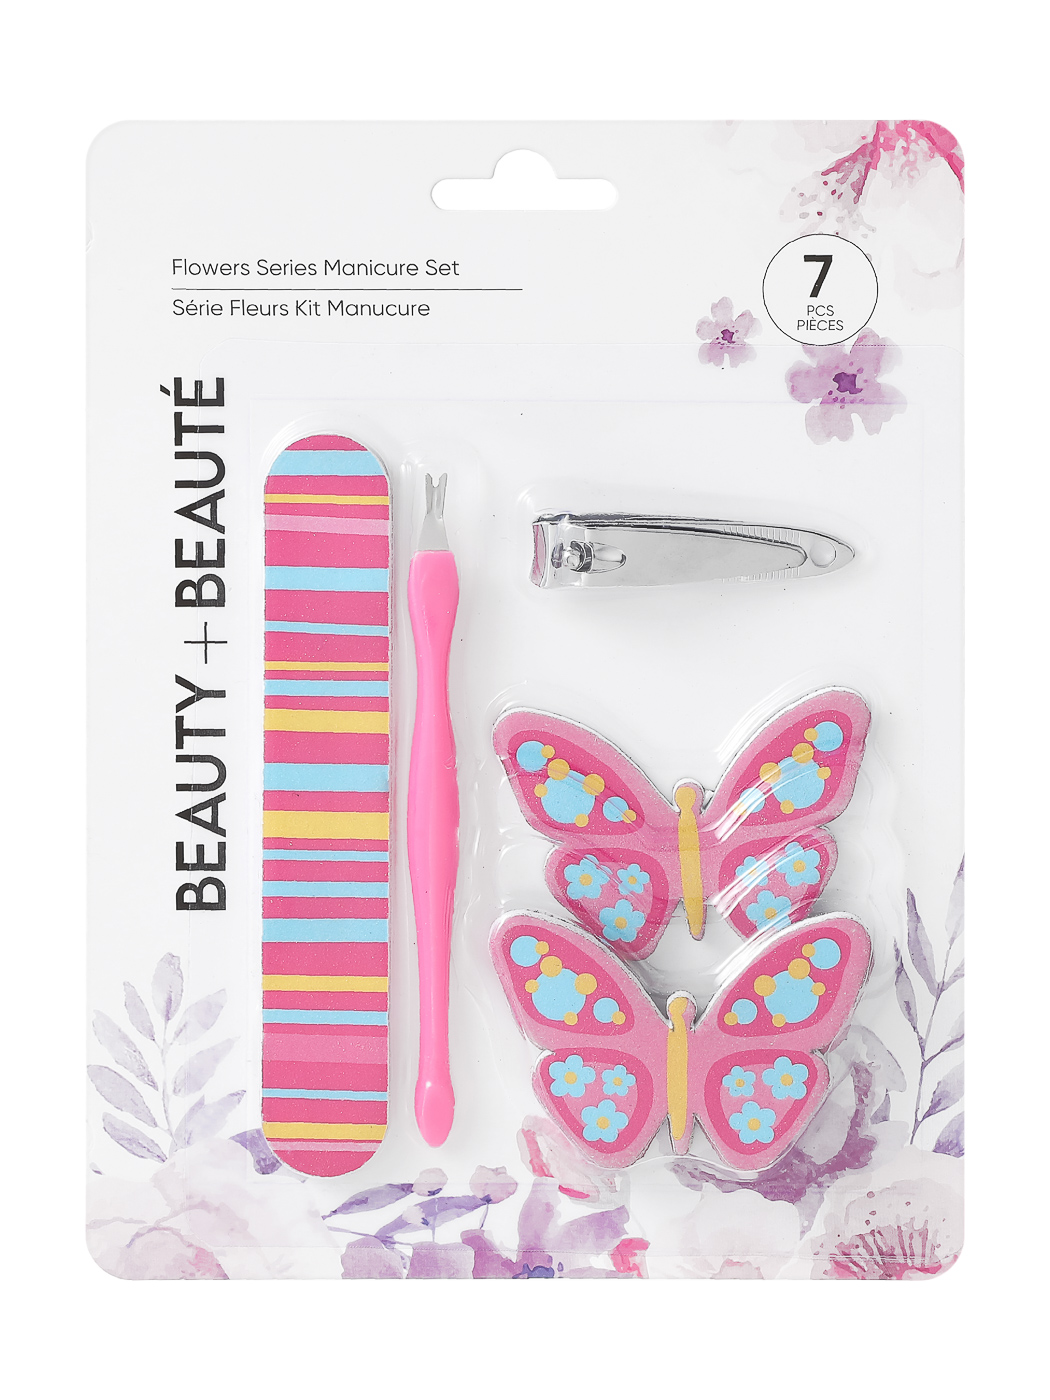 Flowers Series Manicure Set
Série Fleurs Kit Manucure
7
PCS
PIÈCES
BEAUTY + BEAUTÉ